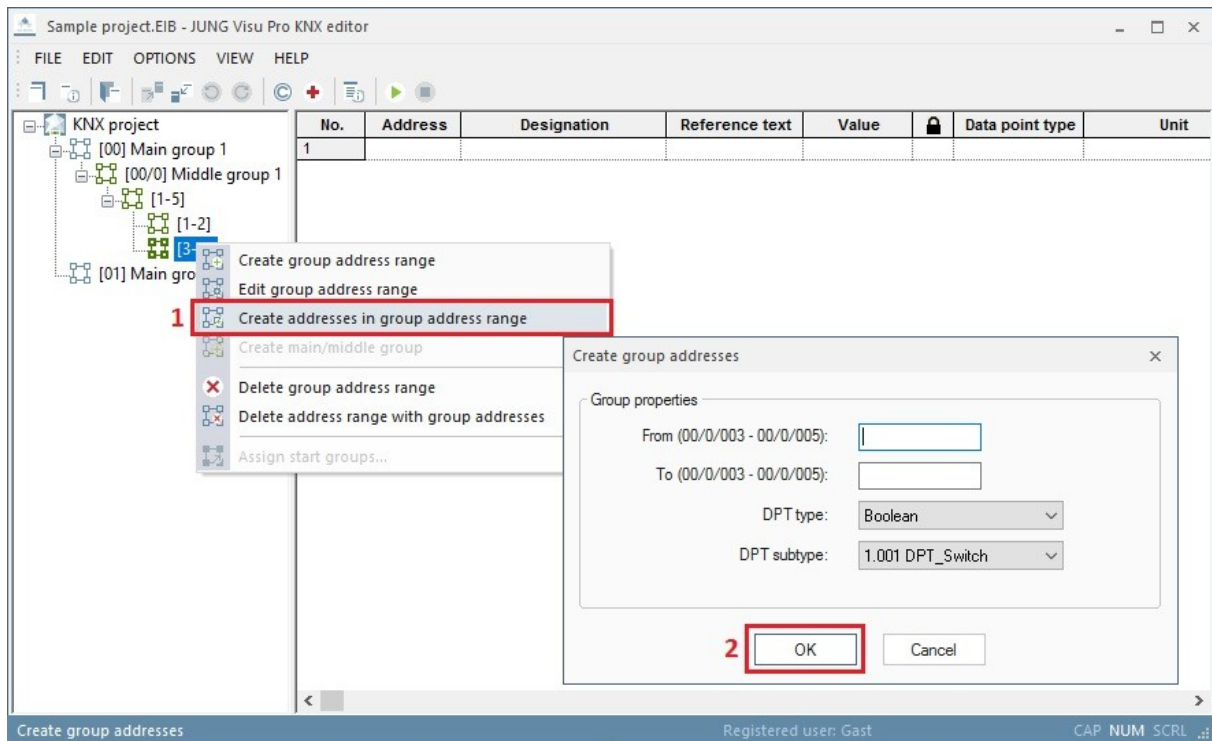 Sample project.EIB - JUNG Visu Pro KNX editor
FILE EDIT OPTIONS VIEW HELP
KNX project
[00] Main group 1
[00/0] Middle group 1
[1-5]
[1-2]
[3-
[01] Main gro
No. Address Designation Reference text Value Data point type Unit
1
Create group address range
Edit group address range
1 Create addresses in group address range
Create main/middle group
Delete group address range
Delete address range with group addresses
Assign start groups...
Create group addresses
Group properties
From (00/0/003 - 00/0/005):
To (00/0/003 - 00/0/005):
DPT type: Boolean
DPT subtype: 1.001 DPT_Switch
2 OK Cancel
Create group addresses Registered user: Gast CAP NUM SCRL